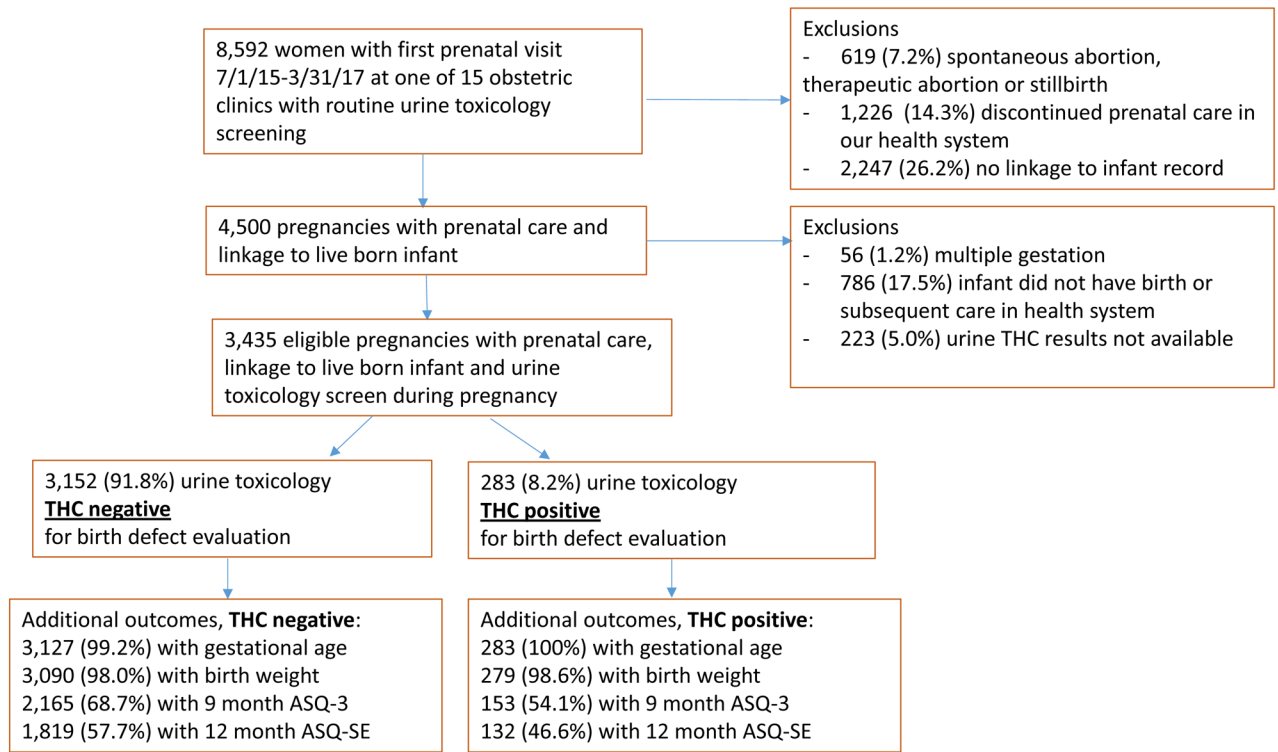 8,592 women with first prenatal visit
7/1/15-3/31/17 at one of 15 obstetric
clinics with routine urine toxicology
screening
Exclusions
- 619 (7.2%) spontaneous abortion,
therapeutic abortion or stillbirth
- 1,226 (14.3%) discontinued prenatal care in
our health system
- 2,247 (26.2%) no linkage to infant record
4,500 pregnancies with prenatal care and
linkage to live born infant
Exclusions
- 56 (1.2%) multiple gestation
- 786 (17.5%) infant did not have birth or
subsequent care in health system
- 223 (5.0%) urine THC results not available
3,435 eligible pregnancies with prenatal care,
linkage to live born infant and urine
toxicology screen during pregnancy
3,152 (91.8%) urine toxicology
THC negative
for birth defect evaluation
283 (8.2%) urine toxicology
THC positive
for birth defect evaluation
Additional outcomes, THC negative:
3,127 (99.2%) with gestational age
3,090 (98.0%) with birth weight
2,165 (68.7%) with 9 month ASQ-3
1,819 (57.7%) with 12 month ASQ-SE
Additional outcomes, THC positive:
283 (100%) with gestational age
279 (98.6%) with birth weight
153 (54.1%) with 9 month ASQ-3
132 (46.6%) with 12 month ASQ-SE